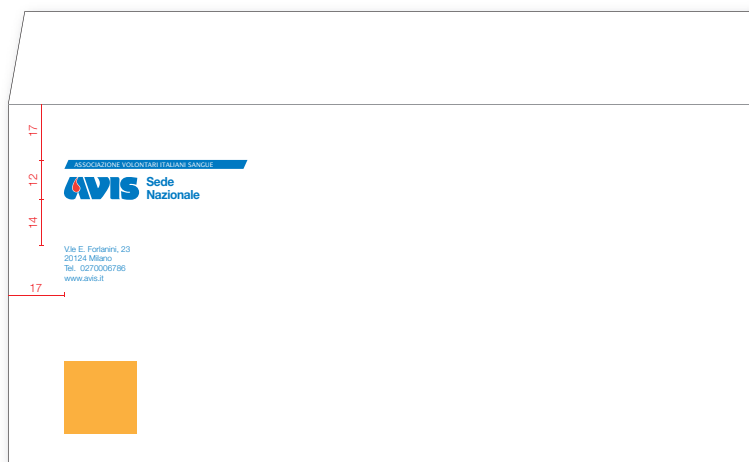 17
ASSOCIAZIONE VOLONTARI ITALIANI SANGUE
12
AVIS Sede
Nazionale
14
V.le E. Forlanini, 23
20124 Milano
Tel. 0270006786
www.avis.it
17